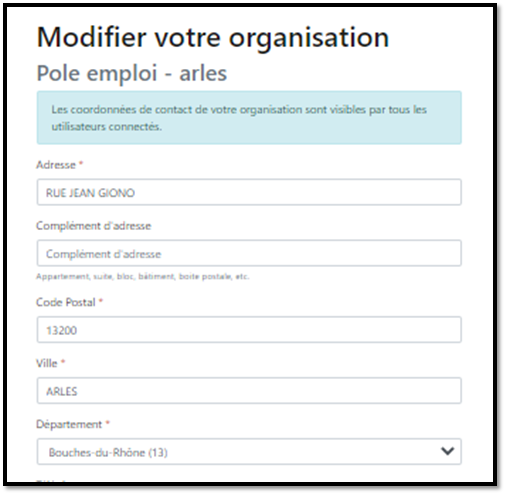 Modifier votre organisation
Pole emploi - arles
Les coordonnées de contact de votre organisation sont visibles par tous les
utilisateurs connectés.
Adresse *
RUE JEAN GIONO
Complément d'adresse
Complément d'adresse
Appartement, suite, bloc, bâtiment, boite postale, etc.
Code Postal *
13200
Ville *
ARLES
Département *
Bouches-du-Rhône (13)